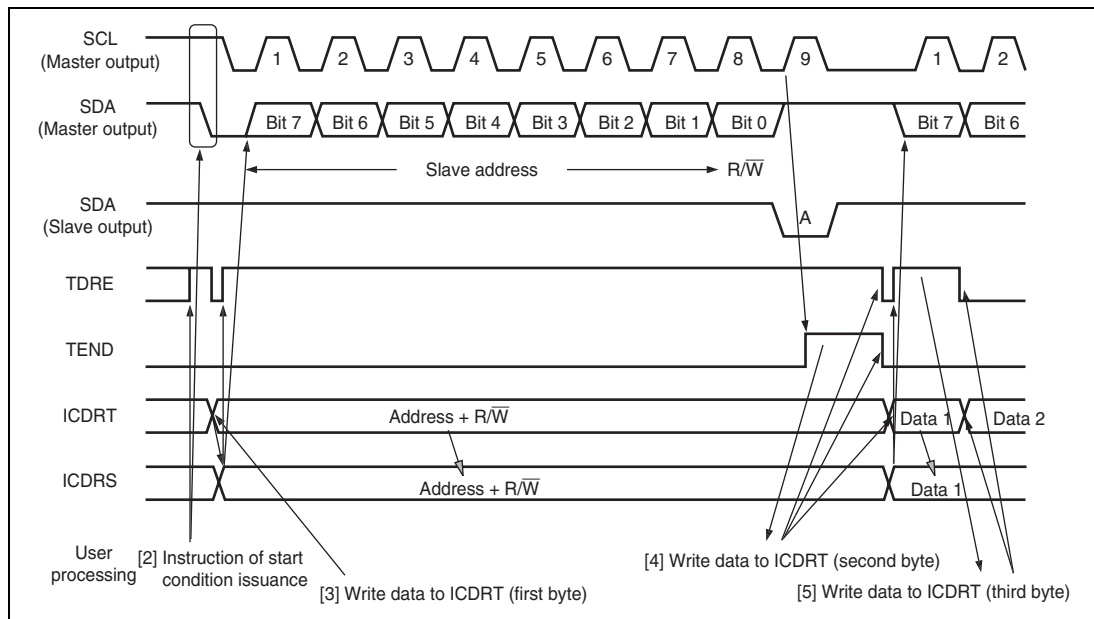 SCL
(Master output)
1 2 3 4 5 6 7 8 9 1 2
SDA
(Master output)
Bit 7 Bit 6 Bit 5 Bit 4 Bit 3 Bit 2 Bit 1 Bit 0 Bit 7 Bit 6
Slave address R/W̅
SDA
(Slave output)
A
TDRE
TEND
ICDRT
Address + R/W̅ Data 1 Data 2
ICDRS
Address + R/W̅ Data 1
User
processing
[2] Instruction of start
condition issuance
[3] Write data to ICDRT (first byte)
[4] Write data to ICDRT (second byte)
[5] Write data to ICDRT (third byte)